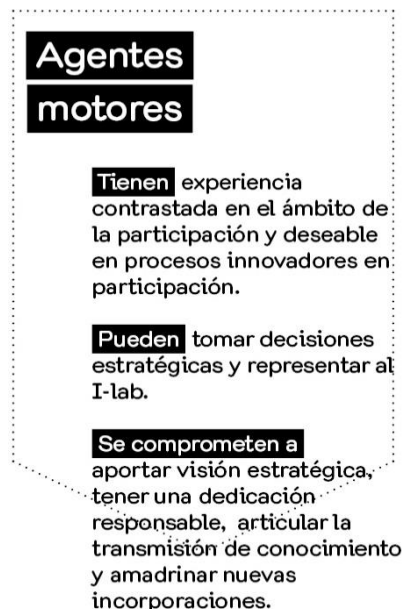 Agentes
motores
Tienen experiencia
contrastada en el ámbito de
la participación y deseable
en procesos innovadores en
participación.
Pueden tomar decisiones
estratégicas y representar al
I-lab.
Se comprometen a
aportar visión estratégica,
tener una dedicación
responsable, articular la
transmisión de conocimiento
y amadrinar nuevas
incorporaciones.